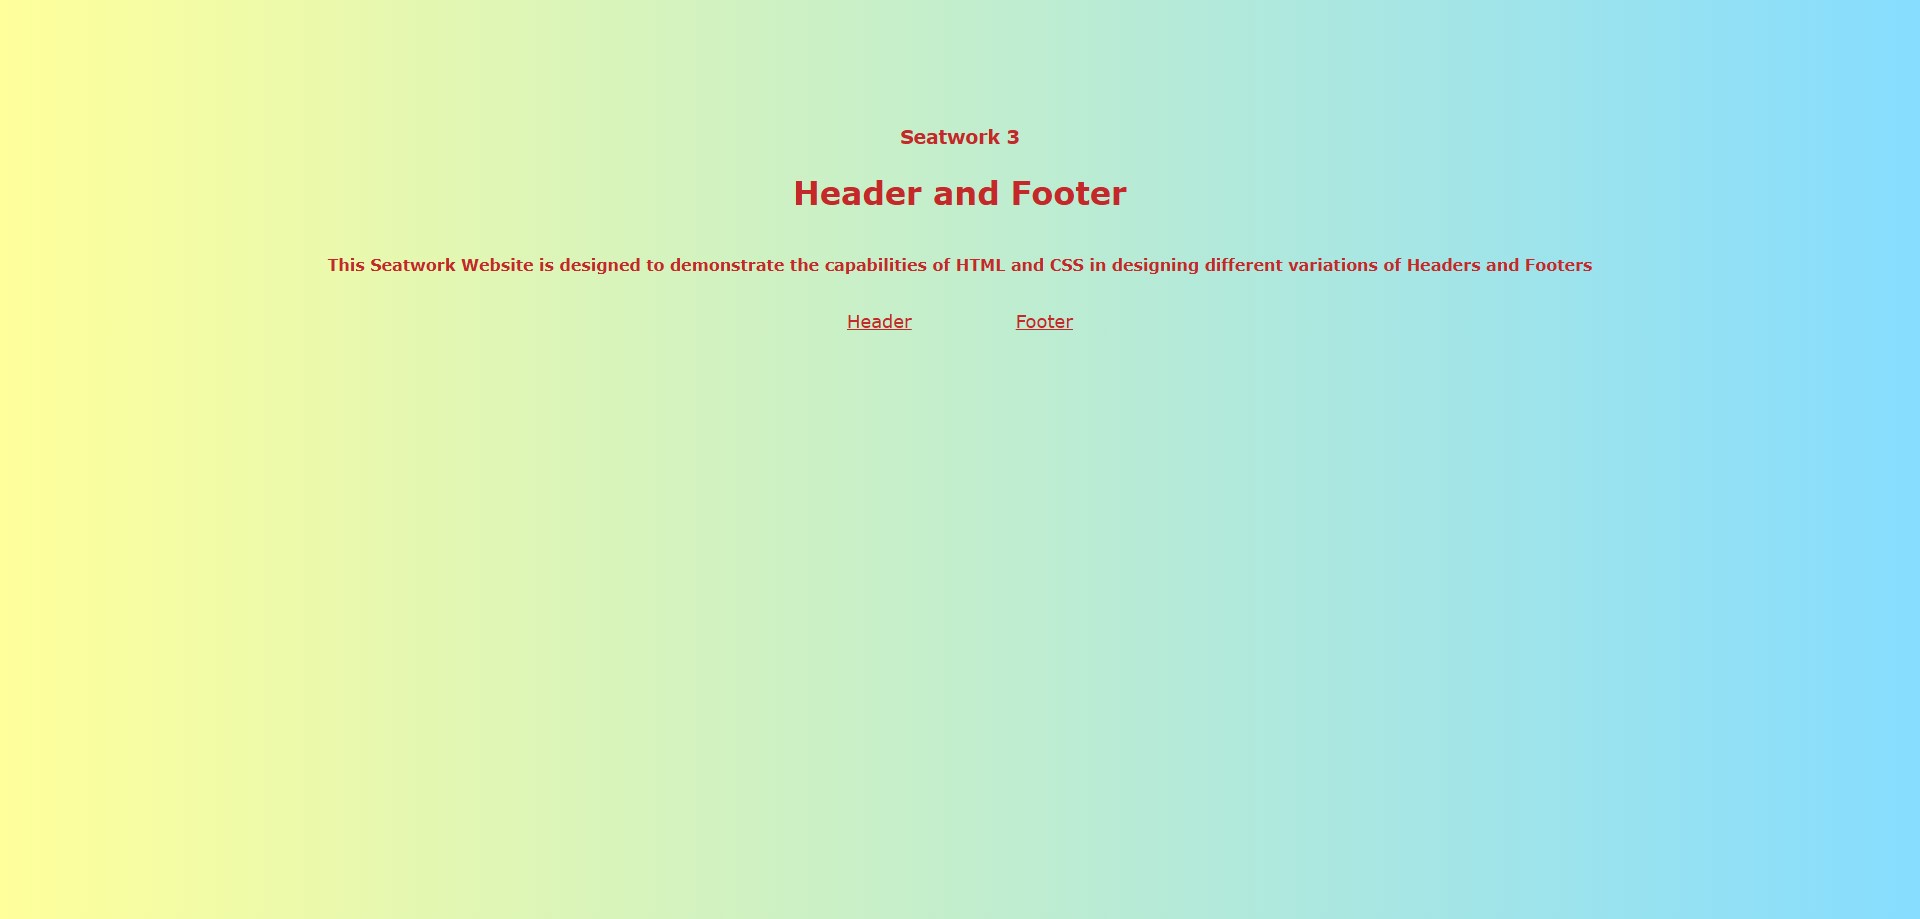 Seatwork 3
Header and Footer
This Seatwork Website is designed to demonstrate the capabilities of HTML and CSS in designing different variations of Headers and Footers
Header Footer